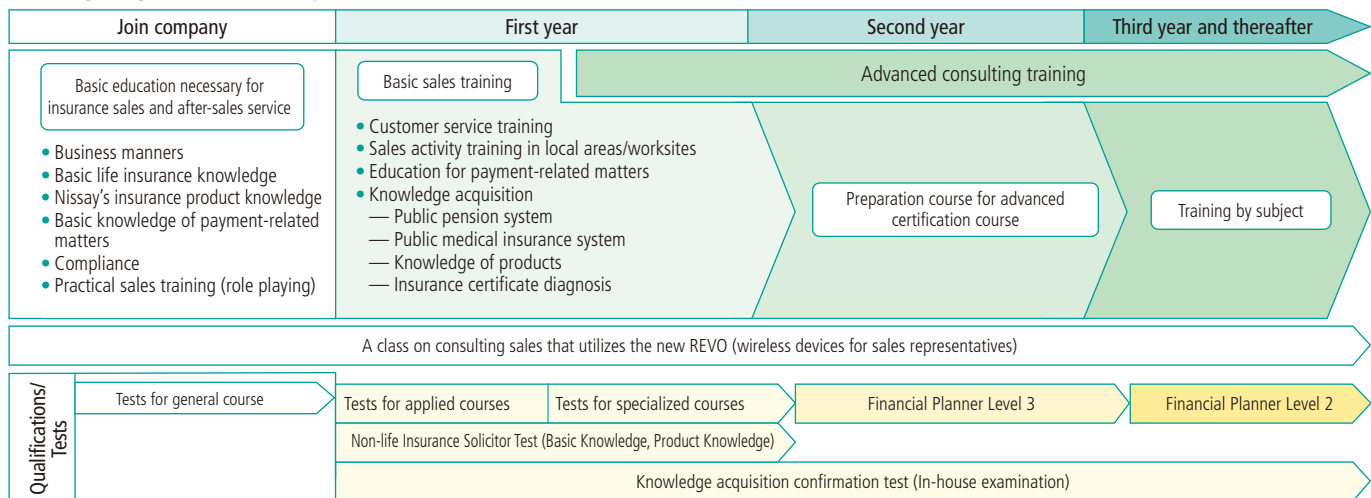 Join company
First year
Second year
Third year and thereafter
Basic education necessary for
insurance sales and after-sales service
• Business manners
• Basic life insurance knowledge
• Nissay's insurance product knowledge
• Basic knowledge of payment-related
matters
• Compliance
• Practical sales training (role playing)
Basic sales training
• Customer service training
• Sales activity training in local areas/worksites
• Education for payment-related matters
• Knowledge acquisition
— Public pension system
— Public medical insurance system
— Knowledge of products
— Insurance certificate diagnosis
Advanced consulting training
Preparation course for advanced
certification course
Training by subject
A class on consulting sales that utilizes the new REVO (wireless devices for sales representatives)
Qualifications/
Tests
Tests for general course
Tests for applied courses
Tests for specialized courses
Financial Planner Level 3
Financial Planner Level 2
Non-life Insurance Solicitor Test (Basic Knowledge, Product Knowledge)
Knowledge acquisition confirmation test (In-house examination)